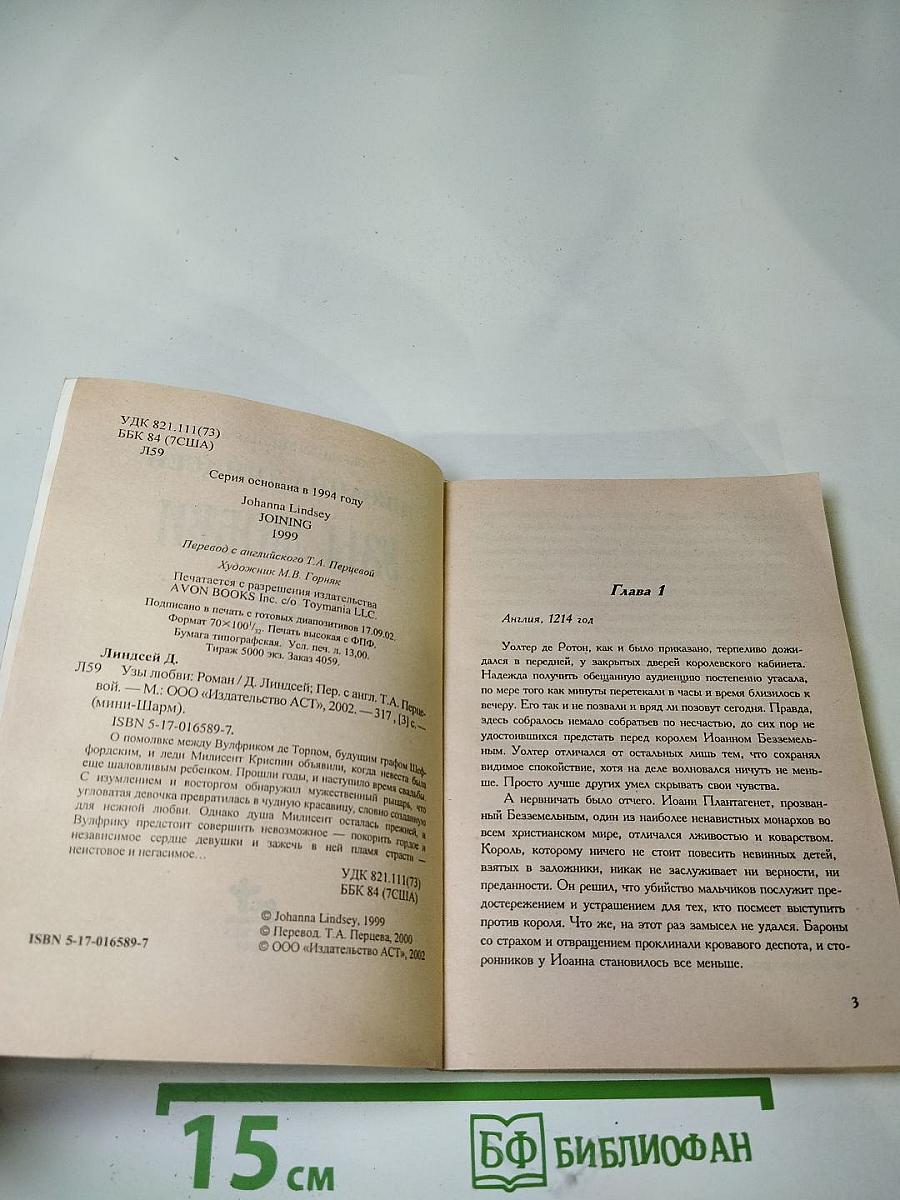 УДК 821.111(73)
ББК 84 (7США)
Л59
Серия основана в 1994 году
Johanna Lindsey
JOINING
1999
Перевод с английского Т.А. Перцевой
Художник М.В. Горняк
Печатается с разрешения издательства
AVON BOOKS Inc. c/o Toymania LLC.
Подписано в печать с готовых диапозитивов 17.09.02.
Формат 70×100 1/32. Печать высокая с ФПФ.
Бумага типографская. Усл. печ. л. 13,00.
Тираж 5000 экз. Заказ 4059.
Линдсей Д.
Л59 Узы любви: Роман / Д. Линдсей; Пер. с англ. Т.А. Перце-
вой. — М.: ООО «Издательство АСТ», 2002. — 317, [3] с. —
(мини-Шарм).
ISBN 5-17-016589-7.
О помолвке между Вулфриком де Торпом, будущим графом Шеф-
фордским, и леди Милисент Криспин объявили, когда невеста была
еще шаловливым ребенком. Прошли годы, и наступило время свадьбы.
С изумлением и восторгом обнаружил мужественный рыцарь, что
угловатая девочка превратилась в чудную красавицу, словно созданную
для нежной любви. Однако душа Милисент осталась прежней, и
Вулфрику предстоит совершить невозможное — покорить гордое и
независимое сердце девушки и зажечь в ней пламя страсти —
неистовое и негасимое...
УДК 821.111(73)
ББК 84 (7США)
© Johanna Lindsey, 1999
© Перевод. Т.А. Перцева, 2000
© ООО «Издательство АСТ», 2002
ISBN 5-17-016589-7
Глава 1
Англия, 1214 год
Уолтер де Ротон, как и было приказано, терпеливо дожи-
дался в передней, у закрытых дверей королевского кабинета.
Надежда получить обещанную аудиенцию постепенно угасала,
по мере того как минуты перетекали в часы и время близилось к
вечеру. Его так и не позвали и вряд ли позовут сегодня. Правда,
здесь собралось немало собратьев по несчастью, до сих пор не
удостоившихся предстать перед королем Иоанном Безземель-
ным. Уолтер отличался от остальных лишь тем, что сохранял
видимое спокойствие, хотя на деле волновался ничуть не мень-
ше. Просто лучше других умел скрывать свои чувства.
А нервничать было отчего. Иоанн Плантагенет, прозван-
ный Безземельным, один из наиболее ненавистных монархов во
всем христианском мире, отличался лживостью и коварством.
Король, которому ничего не стоит повесить невинных детей,
взятых в заложники, никак не заслуживает ни верности, ни
преданности. Он решил, что убийство мальчиков послужит пре-
достережением и устрашением для тех, кто посмеет выступить
против короля. Что же, на этот раз замысел не удался. Бароны
со страхом и отвращением проклинали кровавого деспота, и сто-
ронников у Иоанна становилось все меньше.
3
15 см
БФ БИБЛИОФАН